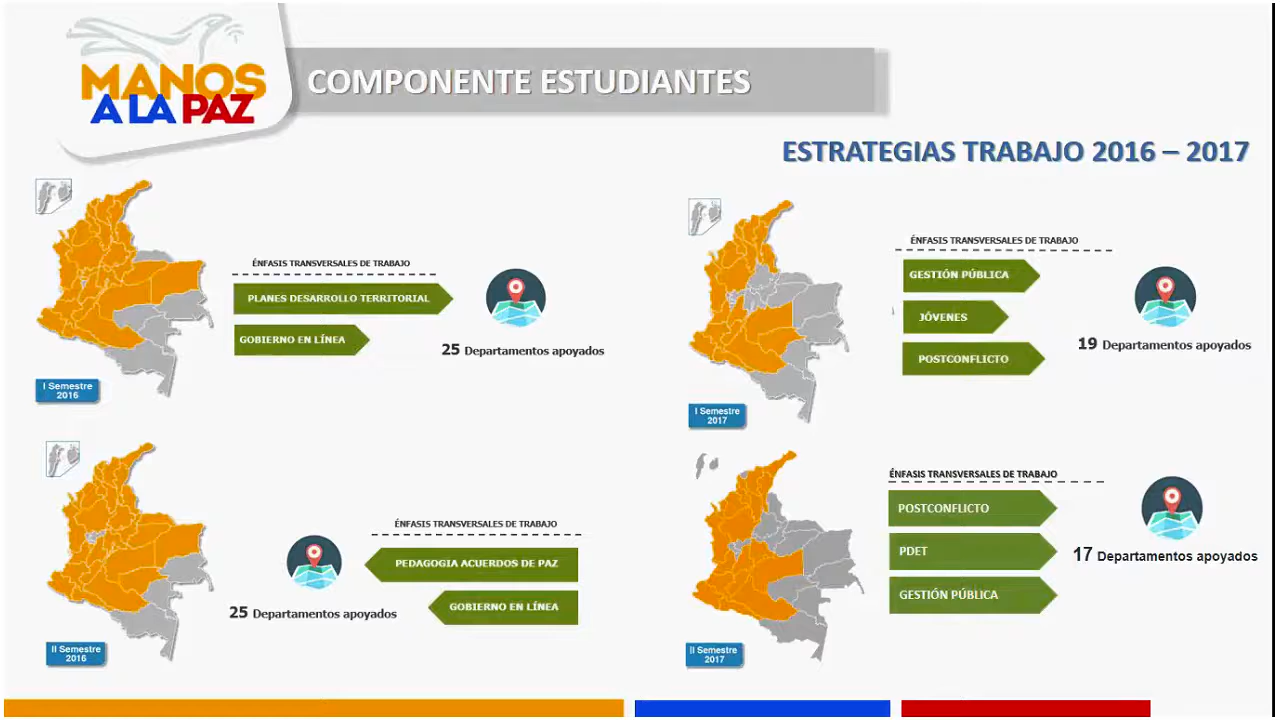 MANOS
A LA PAZ
COMPONENTE ESTUDIANTES
ESTRATEGIAS TRABAJO 2016 – 2017
ÉNFASIS TRANSVERSALES DE TRABAJO
PLANES DESARROLLO TERRITORIAL
GOBIERNO EN LÍNEA
25 Departamentos apoyados
I Semestre
2016
ÉNFASIS TRANSVERSALES DE TRABAJO
GESTIÓN PÚBLICA
JÓVENES
POSTCONFLICTO
19 Departamentos apoyados
I Semestre
2017
ÉNFASIS TRANSVERSALES DE TRABAJO
PEDAGOGIA ACUERDOS DE PAZ
GOBIERNO EN LÍNEA
25 Departamentos apoyados
II Semestre
2016
ÉNFASIS TRANSVERSALES DE TRABAJO
POSTCONFLICTO
PDET
GESTIÓN PÚBLICA
17 Departamentos apoyados
II Semestre
2017